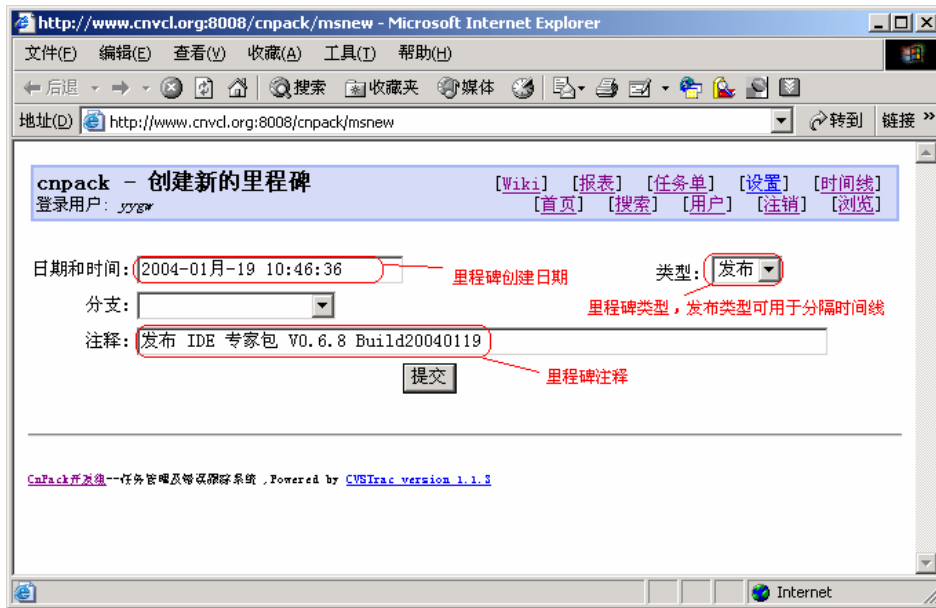 http://www.cnvcl.org:8008/cnpack/msnew - Microsoft Internet Explorer
文件(F) 编辑(E) 查看(V) 收藏(A) 工具(T) 帮助(H)
后退 搜索 收藏夹 媒体
地址(D) http://www.cnvcl.org:8008/cnpack/msnew 转到 链接 »
cnpack - 创建新的里程碑 [Wiki] [报表] [任务单] [设置] [时间线]
登录用户: yygw [首页] [搜索] [用户] [注销] [浏览]
日期和时间: 2004-01月-19 10:46:36 里程碑创建日期 类型: 发布
分支: 里程碑类型，发布类型可用于分隔时间线
注释: 发布 IDE 专家包 V0.6.8 Build20040119
提交 里程碑注释
CnPack开发组--任务管理及错误跟踪系统 ,Powered by CVSTrac version 1.1.3
Internet